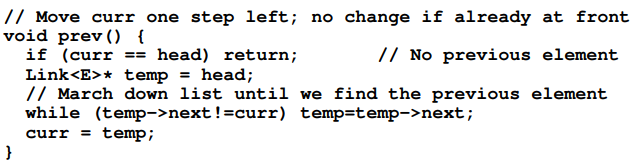 // Move curr one step left; no change if already at front
void prev() {
  if (curr == head) return;       // No previous element
  Link<E>* temp = head;
  // March down list until we find the previous element
  while (temp->next!=curr) temp=temp->next;
  curr = temp;
}